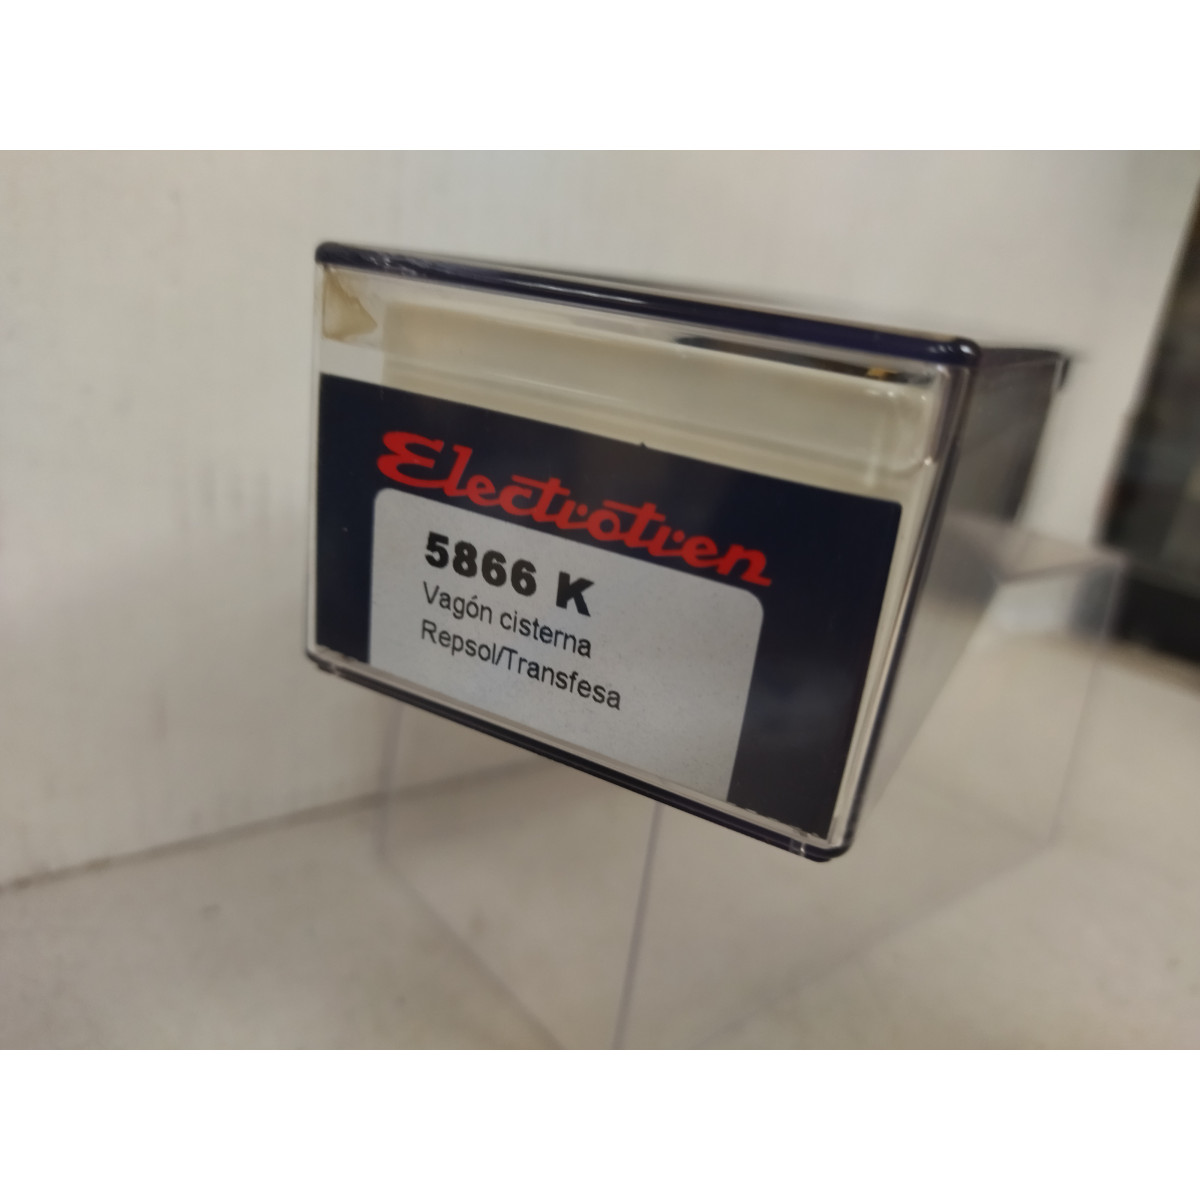 Electrotren
5866 K
Vagón cisterna
Repsol/Transfesa